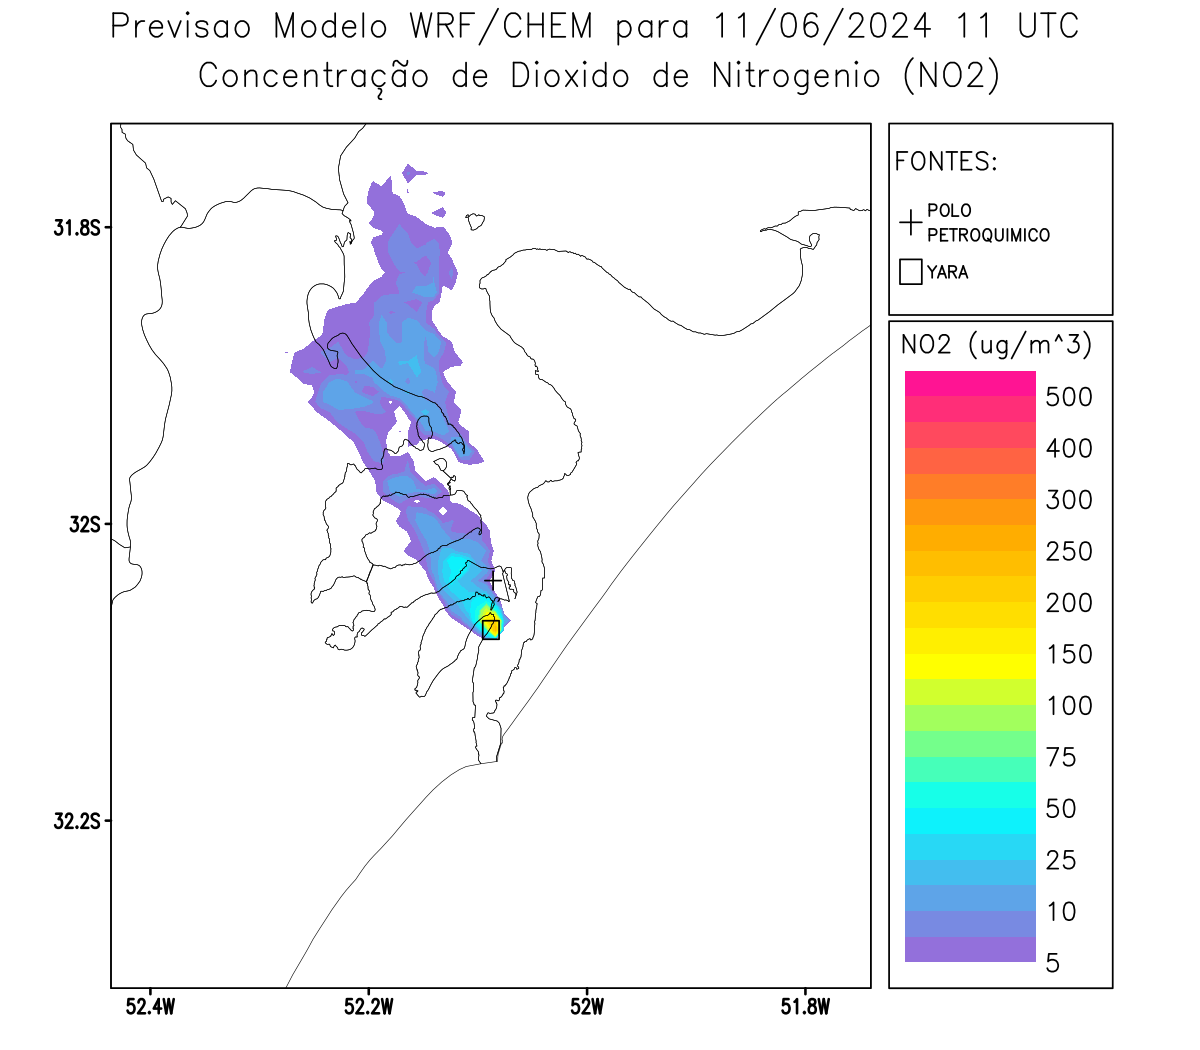 Previsao Modelo WRF/CHEM para 11/06/2024 11 UTC
Concentração de Dioxido de Nitrogenio (NO2)
FONTES:
POLO
PETROQUIMICO
YARA
31.8S
32S
32.2S
52.4W
52.2W
52W
51.8W
NO2 (ug/m^3)
500
400
300
250
200
150
100
75
50
25
10
5